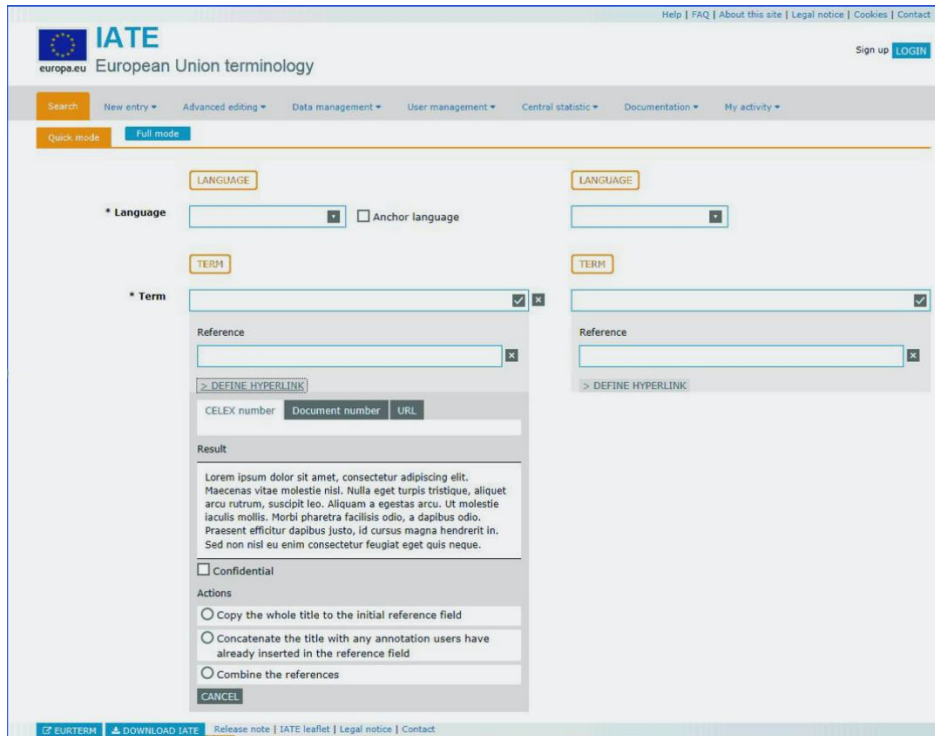 Help | FAQ | About this site | Legal notice | Cookies | Contact
IATE
europa.eu European Union terminology
Sign up LOGIN
Search New entry Advanced editing Data management User management Central statistic Documentation My activity
Quick mode Full mode
LANGUAGE LANGUAGE
* Language Anchor language
TERM TERM
* Term
Reference Reference
> DEFINE HYPERLINK > DEFINE HYPERLINK
CELEX number Document number URL
Result
Lorem ipsum dolor sit amet, consectetur adipiscing elit.
Maecenas vitae molestie nisl. Nulla eget turpis tristique, aliquet
arcu rutrum, suscipit leo. Aliquam a egestas arcu. Ut molestie
iaculis mollis. Morbi pharetra facilisis odio, a dapibus odio.
Praesent efficitur dapibus justo, id cursus magna hendrerit in.
Sed non nisl eu enim consectetur feugiat eget quis neque.
Confidential
Actions
Copy the whole title to the initial reference field
Concatenate the title with any annotation users have
already inserted in the reference field
Combine the references
CANCEL
EURTERM DOWNLOAD IATE Release note | IATE leaflet | Legal notice | Contact